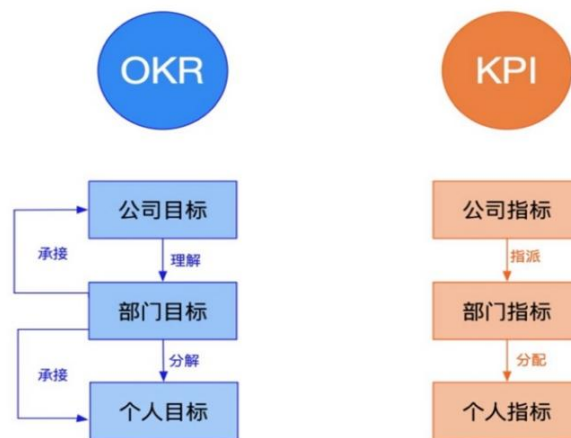 OKR
KPI
公司目标
公司指标
承接
理解
指派
部门目标
部门指标
承接
分解
分配
个人目标
个人指标